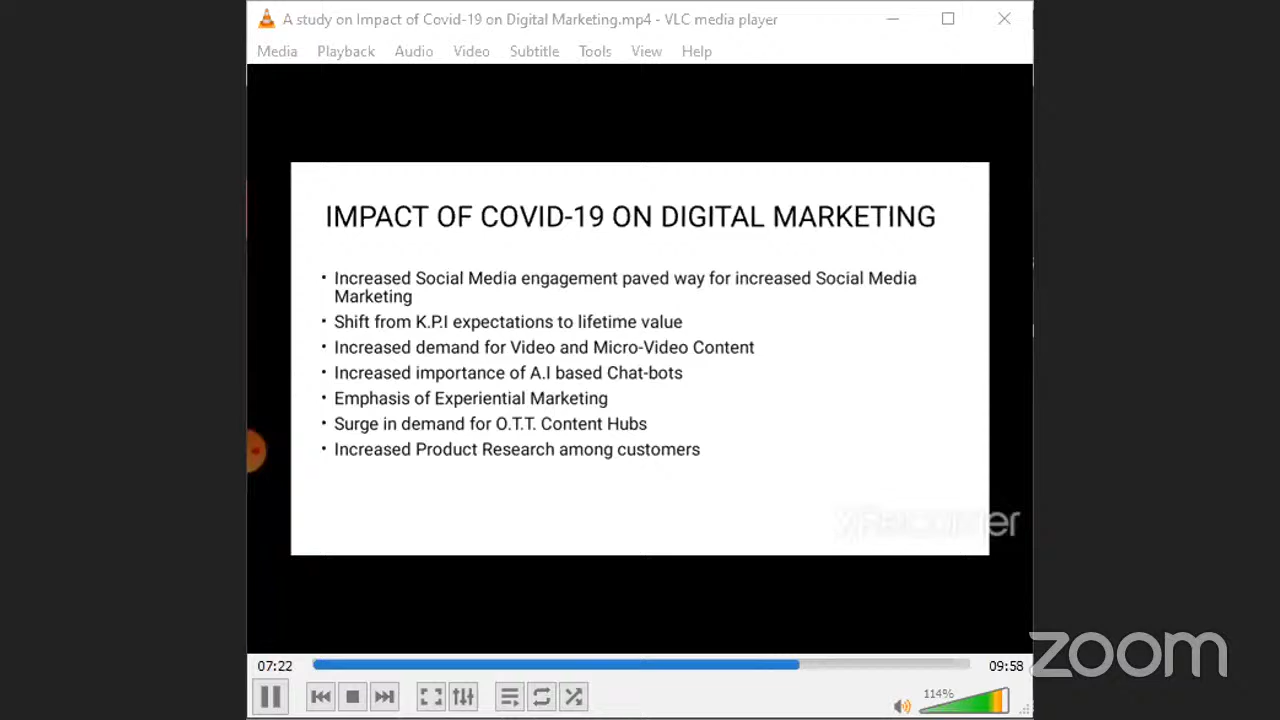 A study on Impact of Covid-19 on Digital Marketing.mp4 - VLC media player
Media Playback Audio Video Subtitle Tools View Help
IMPACT OF COVID-19 ON DIGITAL MARKETING
• Increased Social Media engagement paved way for increased Social Media
Marketing
• Shift from K.P.I expectations to lifetime value
• Increased demand for Video and Micro-Video Content
• Increased importance of A.I based Chat-bots
• Emphasis of Experiential Marketing
• Surge in demand for O.T.T. Content Hubs
• Increased Product Research among customers
zoom
07:22 09:58
114%